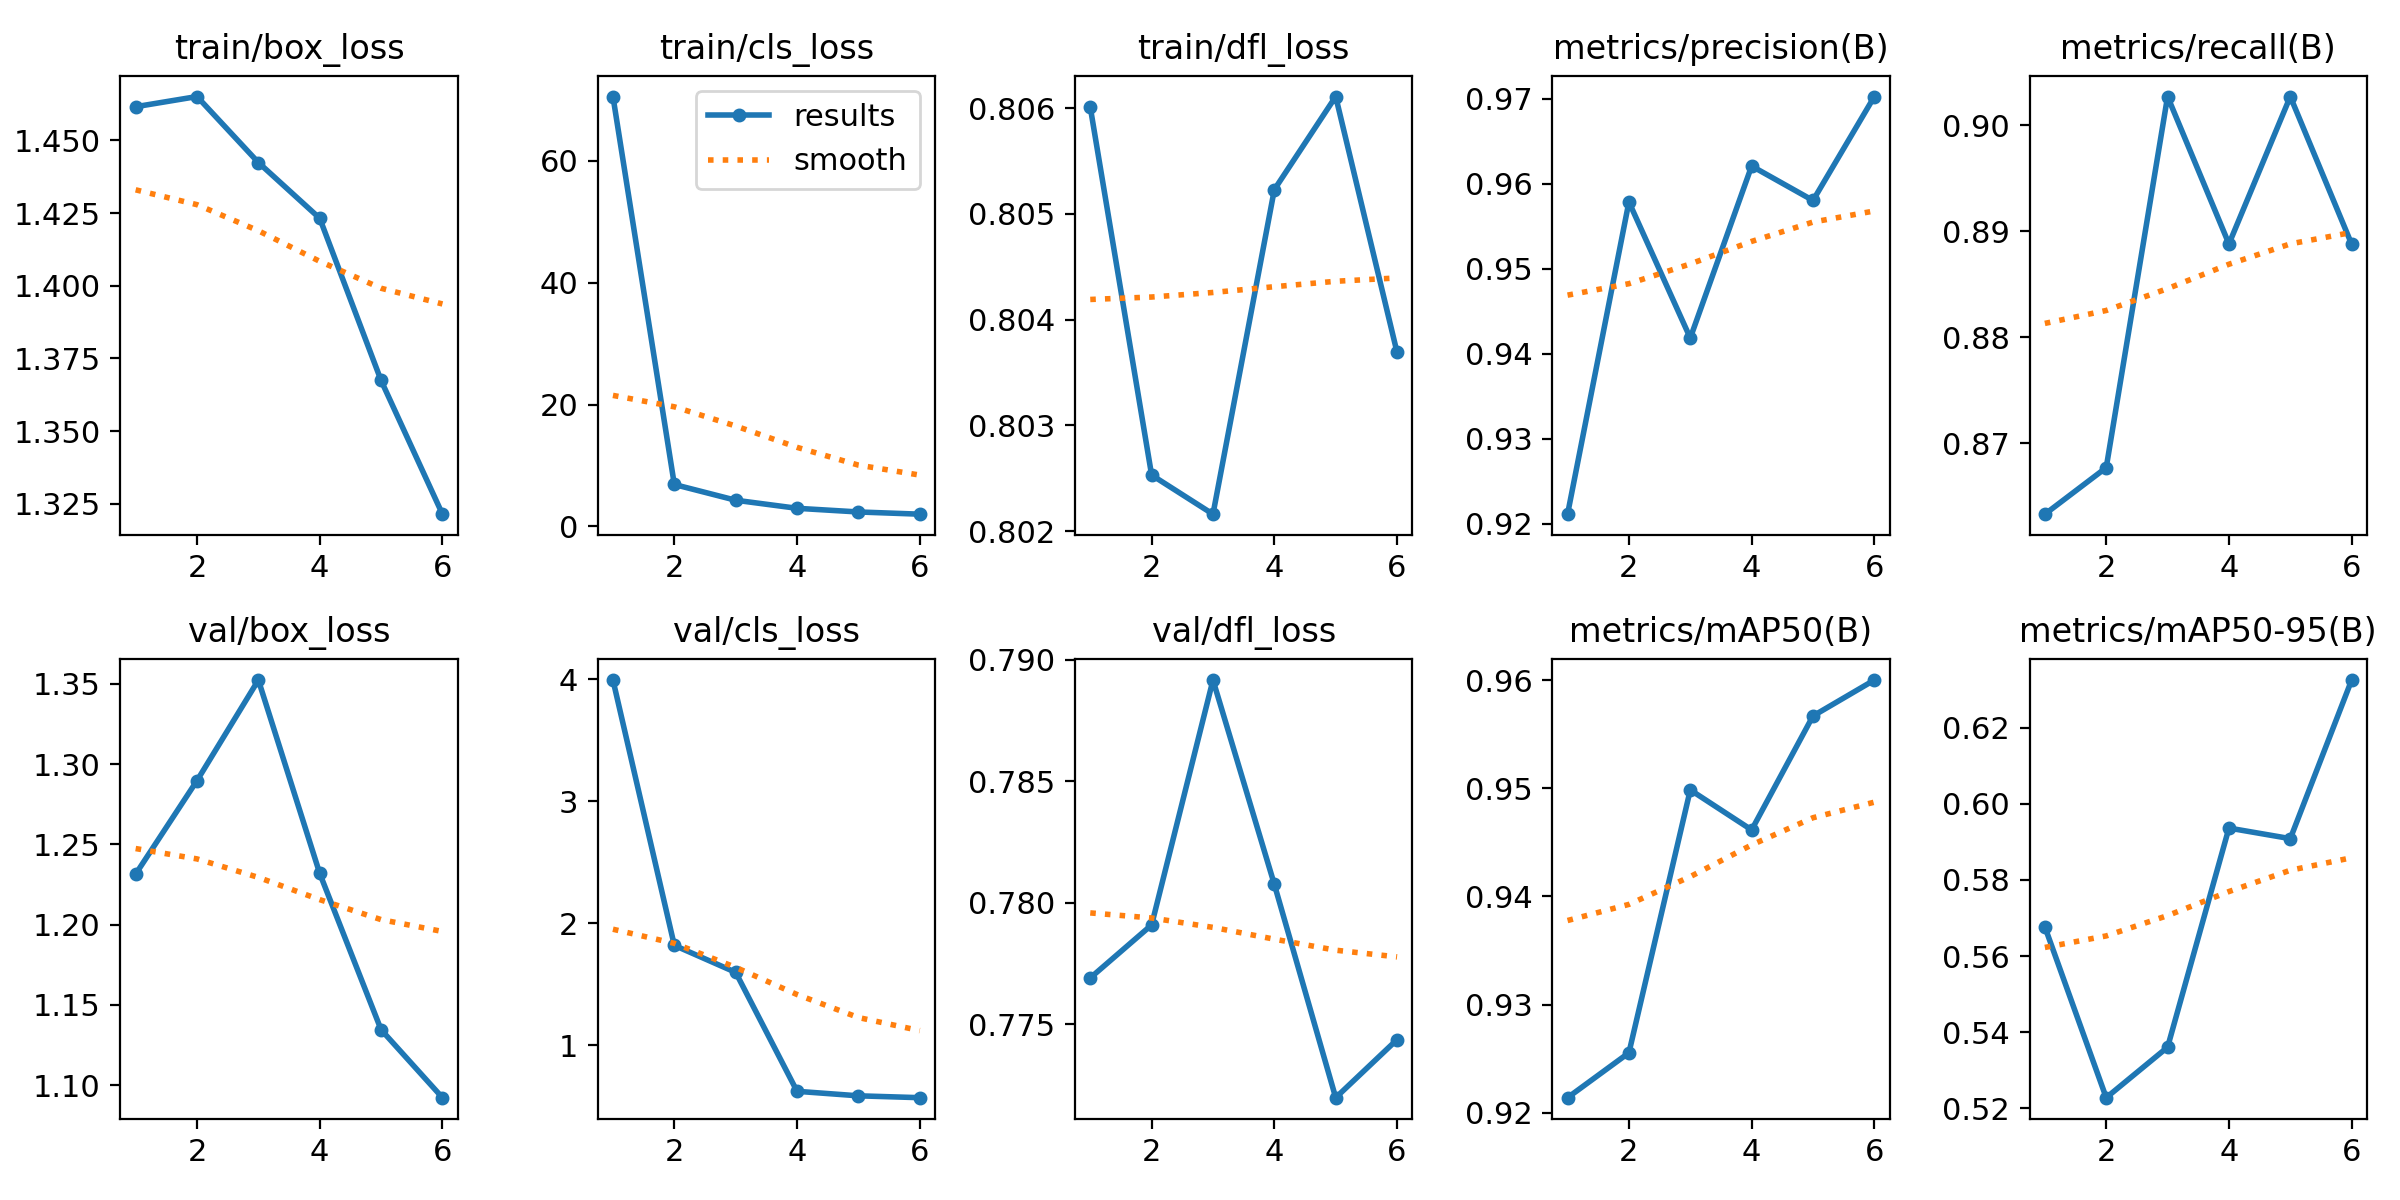 train/box_loss
1.450
1.425
1.400
1.375
1.350
1.325
2 4 6
train/cls_loss
results
smooth
60
40
20
0
2 4 6
train/dfl_loss
0.806
0.805
0.804
0.803
0.802
2 4 6
metrics/precision(B)
0.97
0.96
0.95
0.94
0.93
0.92
2 4 6
metrics/recall(B)
0.90
0.89
0.88
0.87
2 4 6
val/box_loss
1.35
1.30
1.25
1.20
1.15
1.10
2 4 6
val/cls_loss
4
3
2
1
2 4 6
val/dfl_loss
0.790
0.785
0.780
0.775
2 4 6
metrics/mAP50(B)
0.96
0.95
0.94
0.93
0.92
2 4 6
metrics/mAP50-95(B)
0.62
0.60
0.58
0.56
0.54
0.52
2 4 6